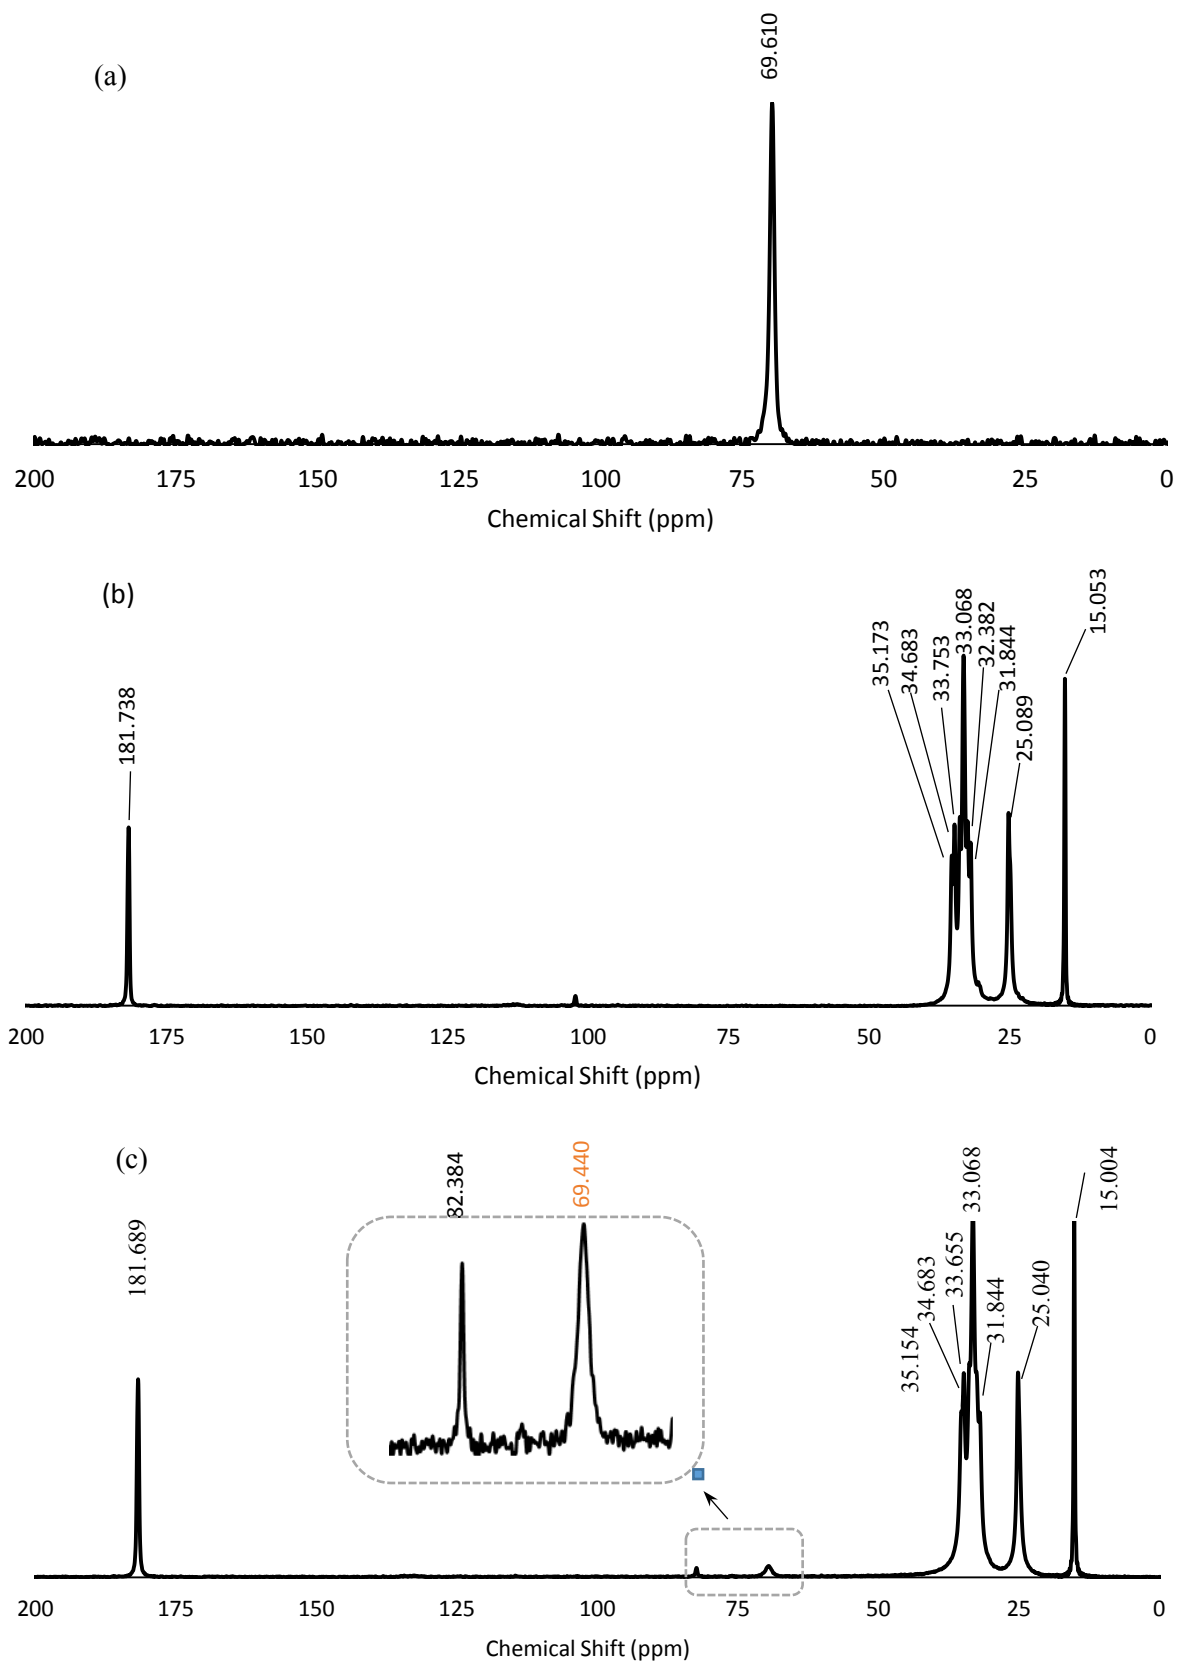 69.610
(a)
200 175 150 125 100 75 50 25 0
Chemical Shift (ppm)
(b)
181.738
35.173
34.683
33.753
33.068
32.382
31.844
25.089
15.053
200 175 150 125 100 75 50 25 0
Chemical Shift (ppm)
(c)
181.689
82.384
69.440
35.154
34.683
33.655
33.068
31.844
25.040
15.004
200 175 150 125 100 75 50 25 0
Chemical Shift (ppm)